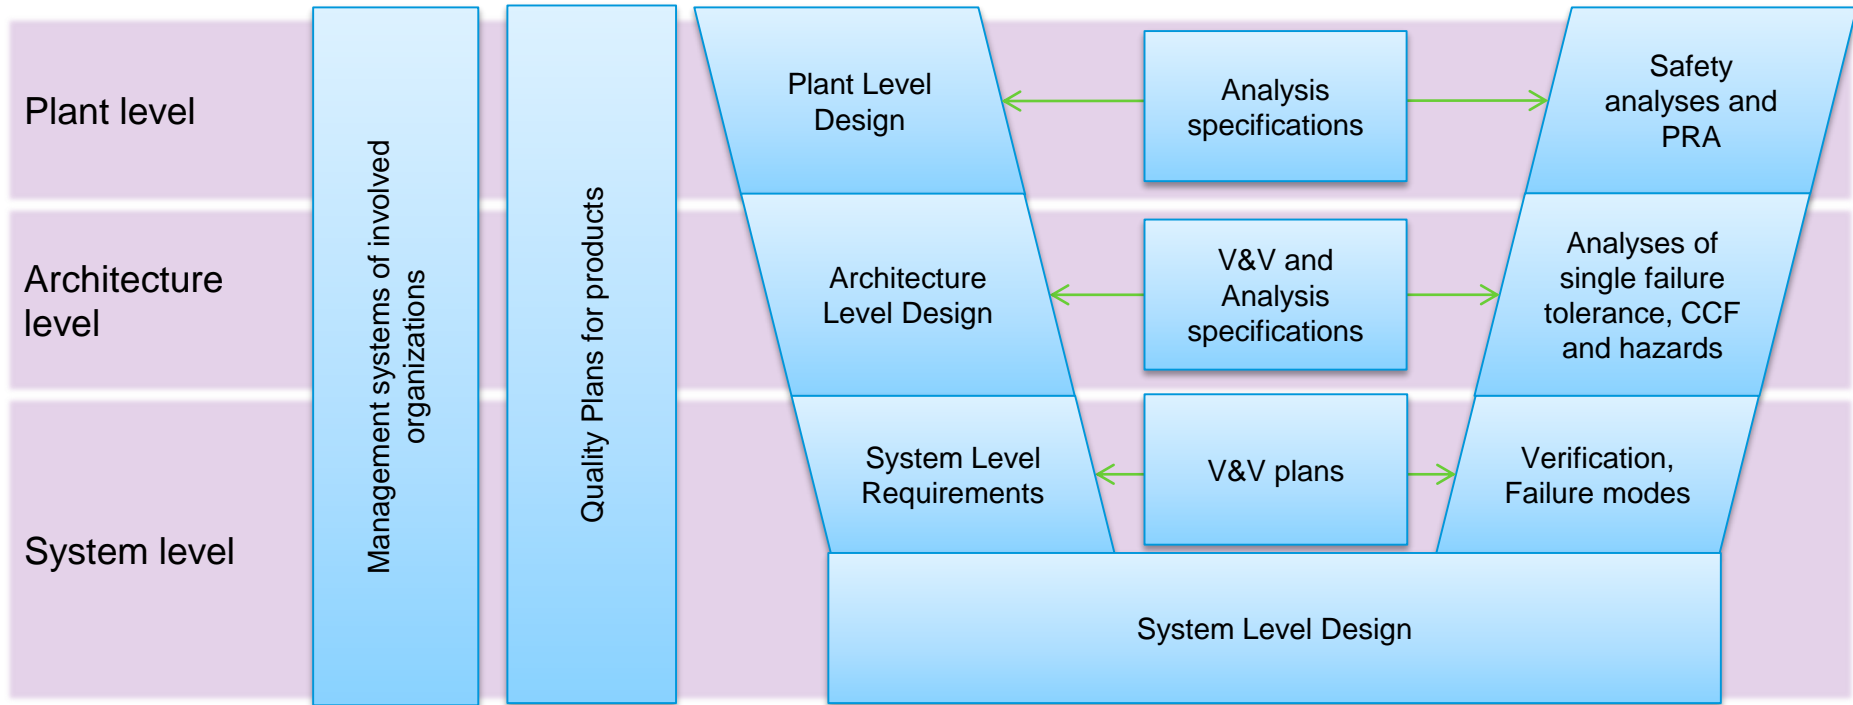 Plant level
Architecture
level
System level
Management systems of involved
organizations
Quality Plans for products
Plant Level
Design
Analysis
specifications
Safety
analyses and
PRA
Architecture
Level Design
V&V and
Analysis
specifications
Analyses of
single failure
tolerance, CCF
and hazards
System Level
Requirements
V&V plans
Verification,
Failure modes
System Level Design